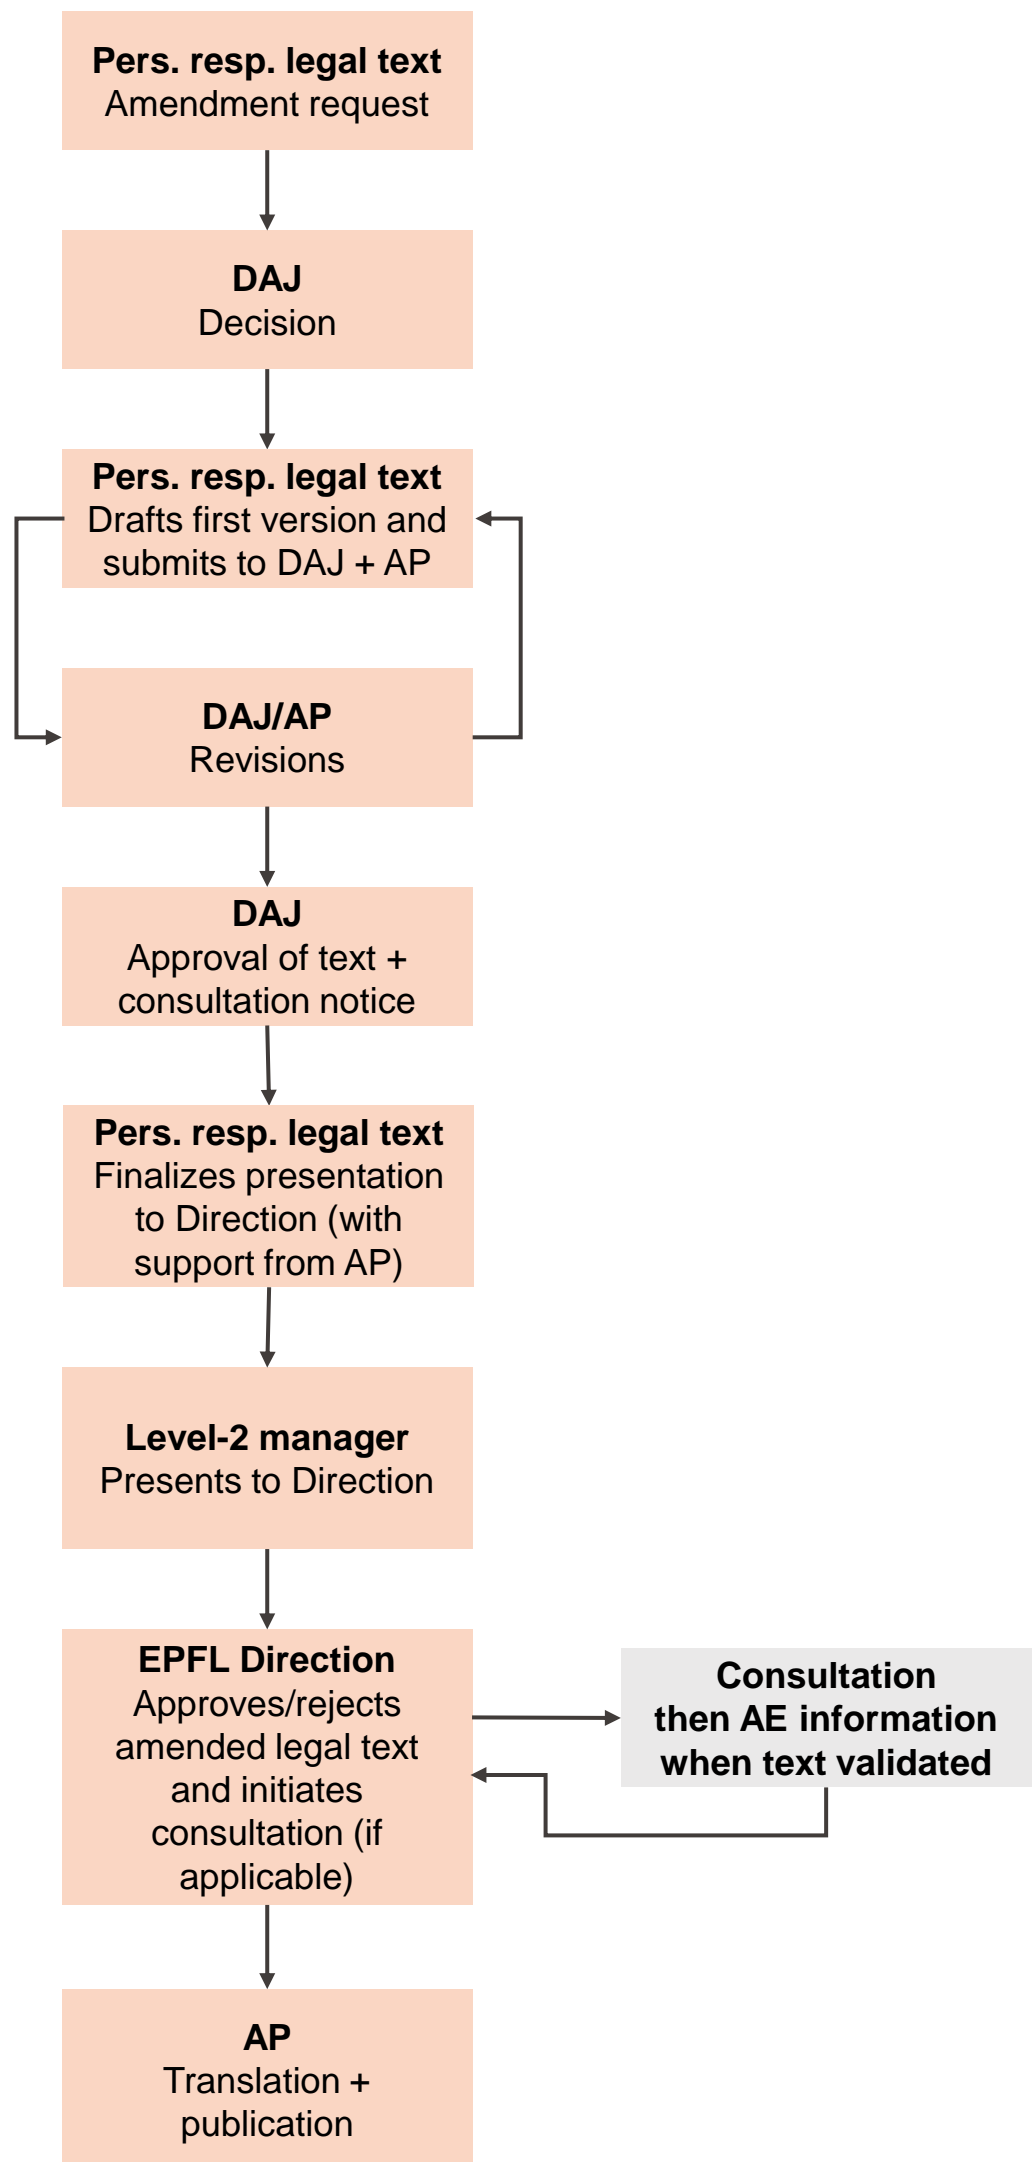 Pers. resp. legal text
Amendment request
DAJ
Decision
Pers. resp. legal text
Drafts first version and
submits to DAJ + AP
DAJ/AP
Revisions
DAJ
Approval of text +
consultation notice
Pers. resp. legal text
Finalizes presentation
to Direction (with
support from AP)
Level-2 manager
Presents to Direction
EPFL Direction
Approves/rejects
amended legal text
and initiates
consultation (if
applicable)
Consultation
then AE information
when text validated
AP
Translation +
publication